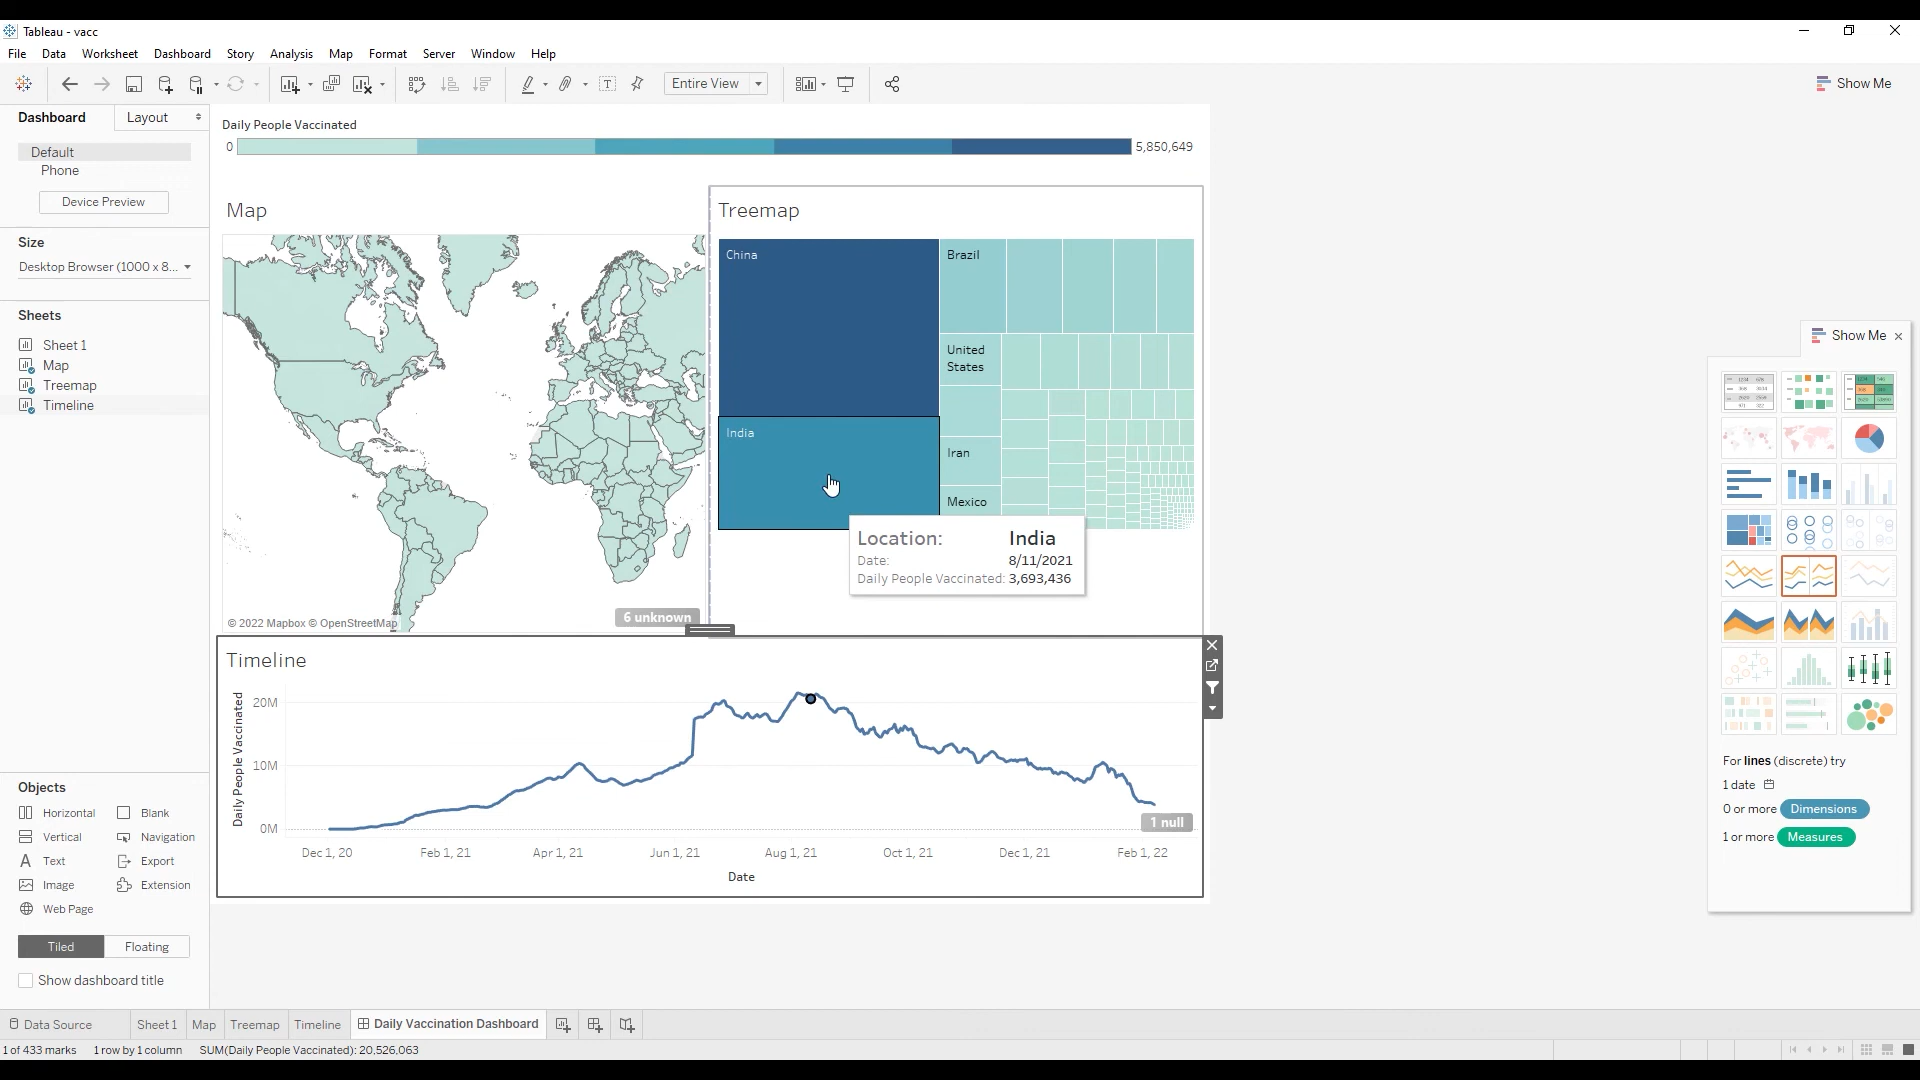 Tableau - vacc
File Data Worksheet Dashboard Story Analysis Map Format Server Window Help
Entire View
Show Me
Dashboard Layout
Default
Phone
Device Preview
Size
Desktop Browser (1000 x 8...
Sheets
Sheet 1
Map
Treemap
Timeline
Objects
Horizontal Blank
Vertical Navigation
Text Export
Image Extension
Web Page
Tiled Floating
Show dashboard title
Daily People Vaccinated
0 5,850,649
Map
© 2022 Mapbox © OpenStreetMap
6 unknown
Treemap
China
Brazil
United
States
India
Iran
Mexico
Location: India
Date: 8/11/2021
Daily People Vaccinated: 3,693,436
Timeline
Daily People Vaccinated
20M
10M
0M
1 null
Dec 1, 20 Feb 1, 21 Apr 1, 21 Jun 1, 21 Aug 1, 21 Oct 1, 21 Dec 1, 21 Feb 1, 22
Date
Show Me
For lines (discrete) try
1 date
0 or more Dimensions
1 or more Measures
Data Source Sheet 1 Map Treemap Timeline Daily Vaccination Dashboard
1 of 433 marks 1 row by 1 column SUM(Daily People Vaccinated): 20,526,063